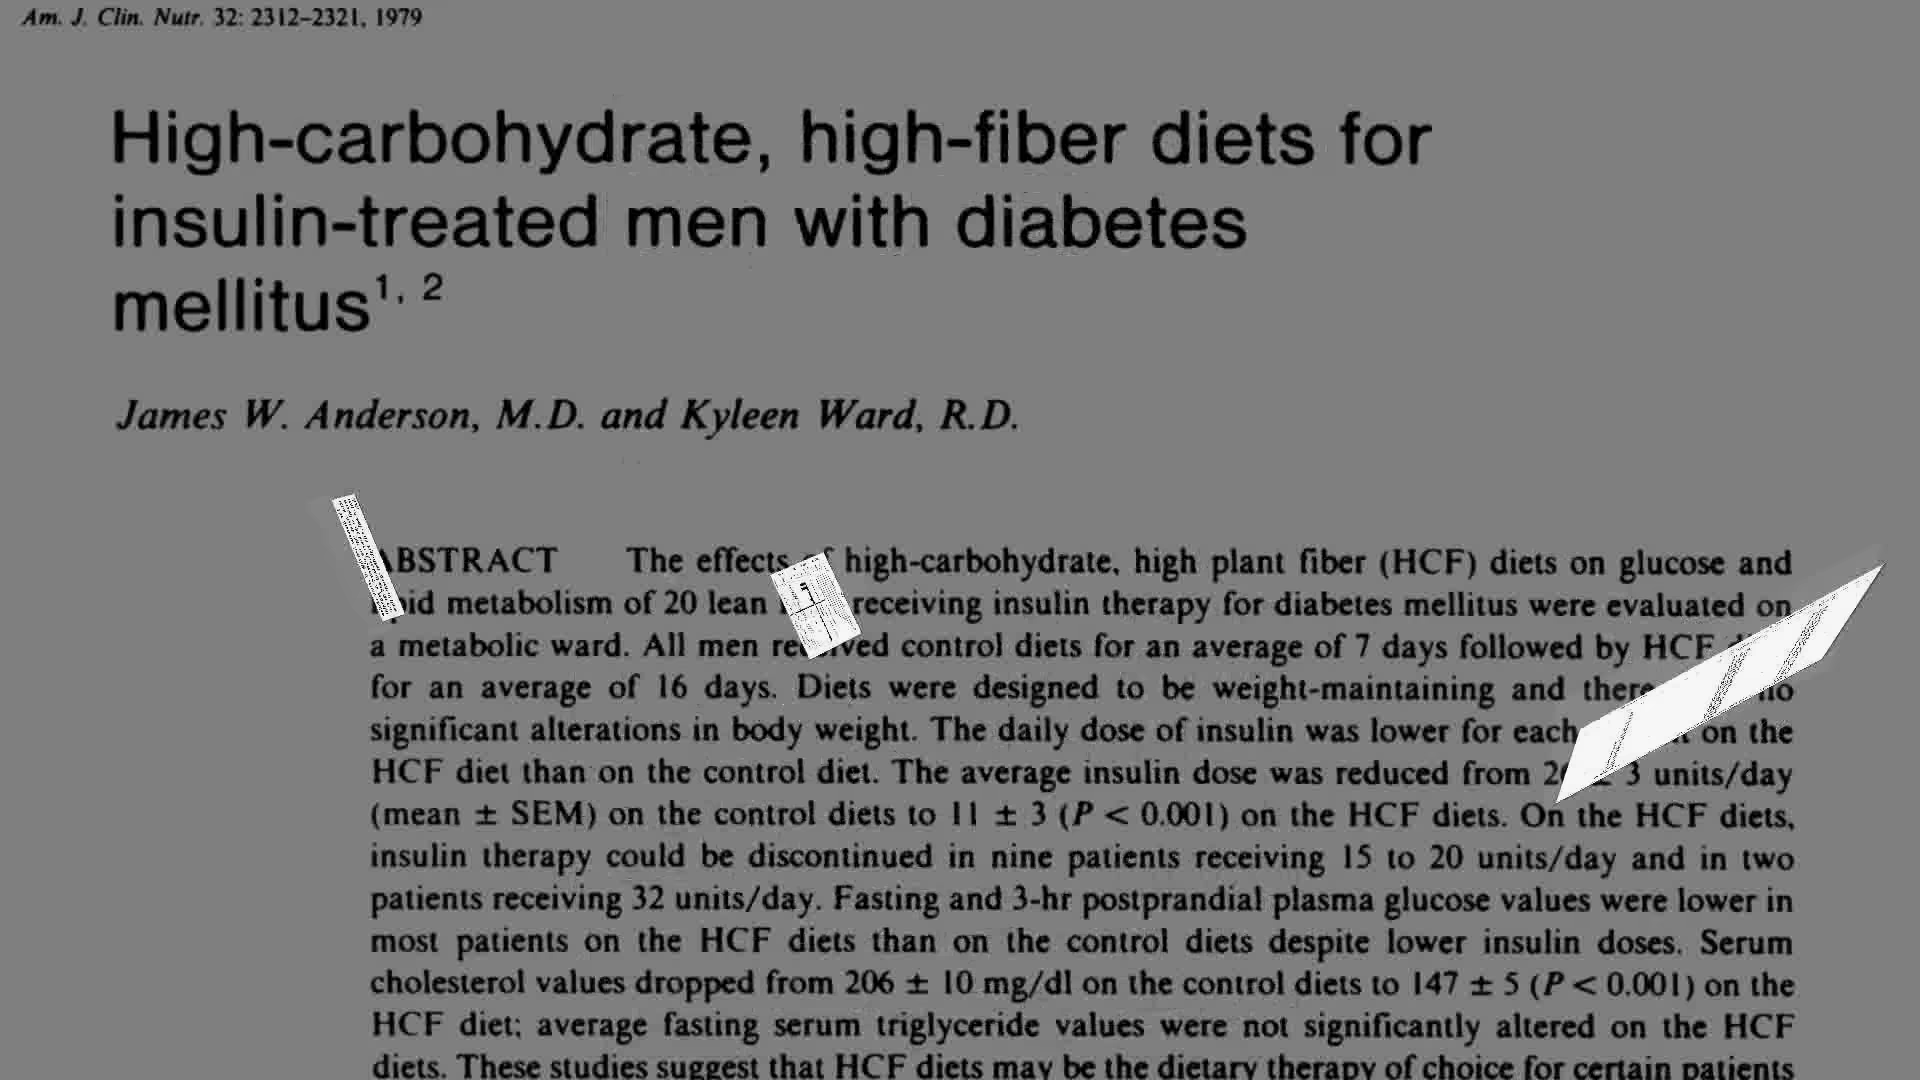 Am. J. Clin. Nutr. 32: 2312–2321, 1979
High-carbohydrate, high-fiber diets for
insulin-treated men with diabetes
mellitus1, 2
James W. Anderson, M.D. and Kyleen Ward, R.D.
ABSTRACT The effects of high-carbohydrate, high plant fiber (HCF) diets on glucose and
metabolism of 20 lean receiving insulin therapy for diabetes mellitus were evaluated on
a metabolic ward. All men received control diets for an average of 7 days followed by HCF
for an average of 16 days. Diets were designed to be weight-maintaining and there no
significant alterations in body weight. The daily dose of insulin was lower for each on the
HCF diet than on the control diet. The average insulin dose was reduced from ± 3 units/day
(mean ± SEM) on the control diets to 11 ± 3 (P < 0.001) on the HCF diets. On the HCF diets,
insulin therapy could be discontinued in nine patients receiving 15 to 20 units/day and in two
patients receiving 32 units/day. Fasting and 3-hr postprandial plasma glucose values were lower in
most patients on the HCF diets than on the control diets despite lower insulin doses. Serum
cholesterol values dropped from 206 ± 10 mg/dl on the control diets to 147 ± 5 (P < 0.001) on the
HCF diet; average fasting serum triglyceride values were not significantly altered on the HCF
diets. These studies suggest that HCF diets may be the dietary therapy of choice for certain patients